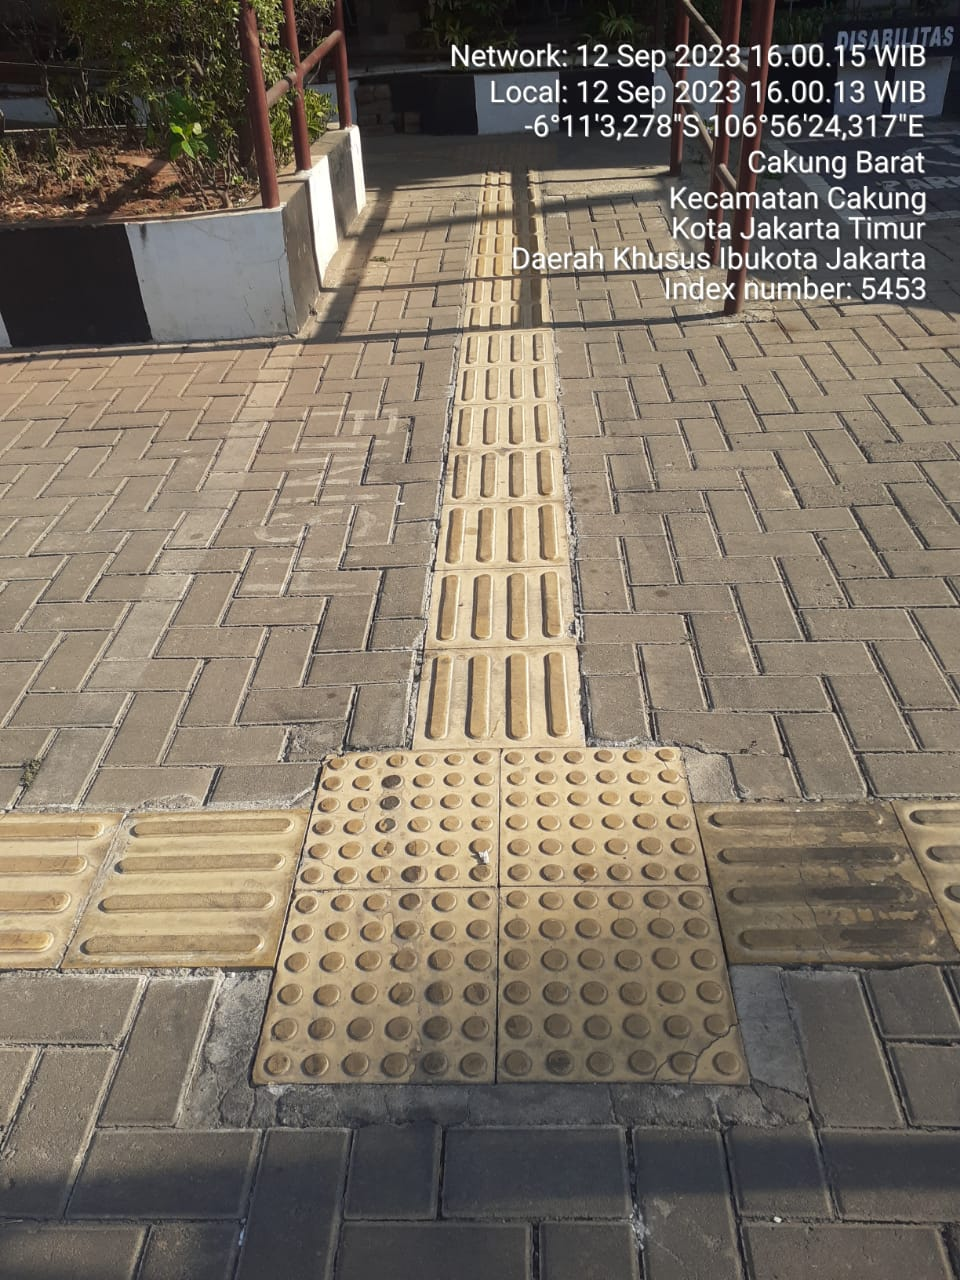 DISABILITAS
Network: 12 Sep 2023 16.00.15 WIB
Local: 12 Sep 2023 16.00.13 WIB
-6°11'3,278"S 106°56'24,317"E
Cakung Barat
Kecamatan Cakung
Kota Jakarta Timur
Daerah Khusus Ibukota Jakarta
Index number: 5453